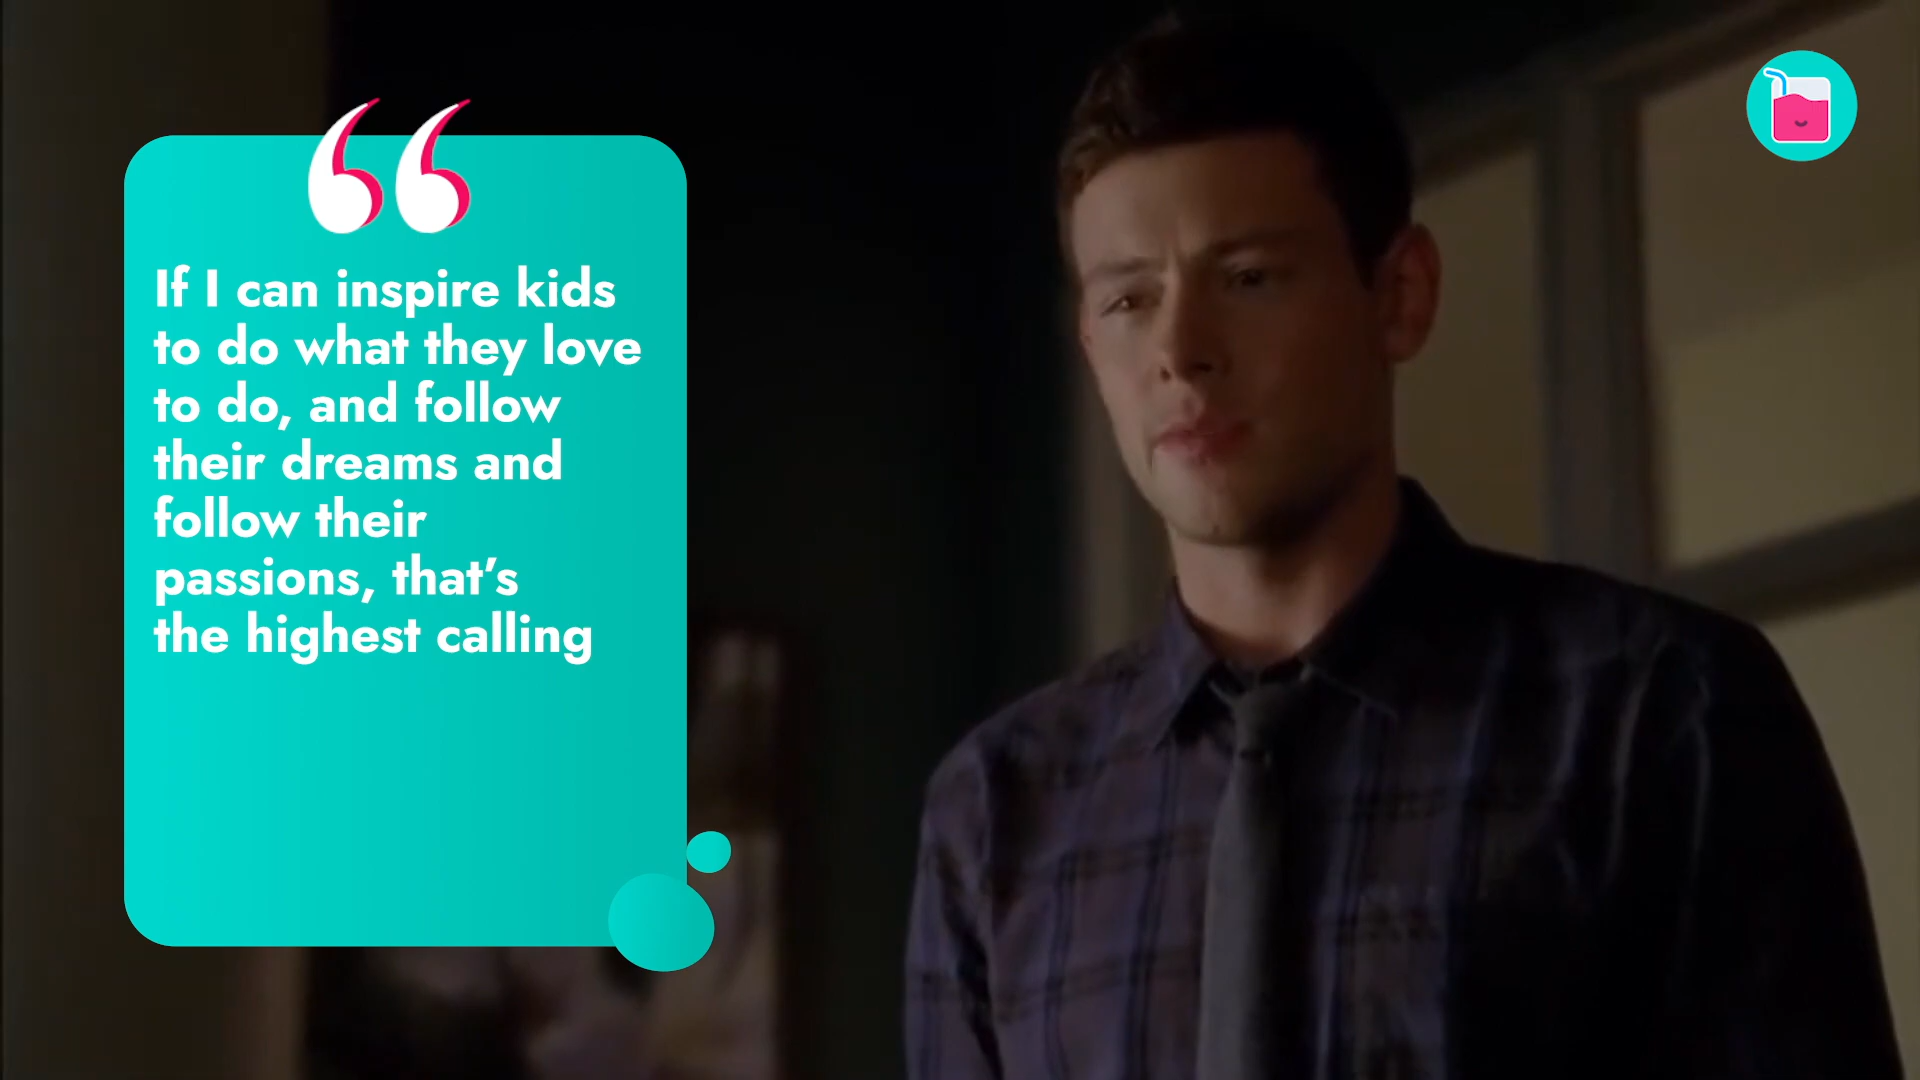 If I can inspire kids
to do what they love
to do, and follow
their dreams and
follow their
passions, that’s
the highest calling